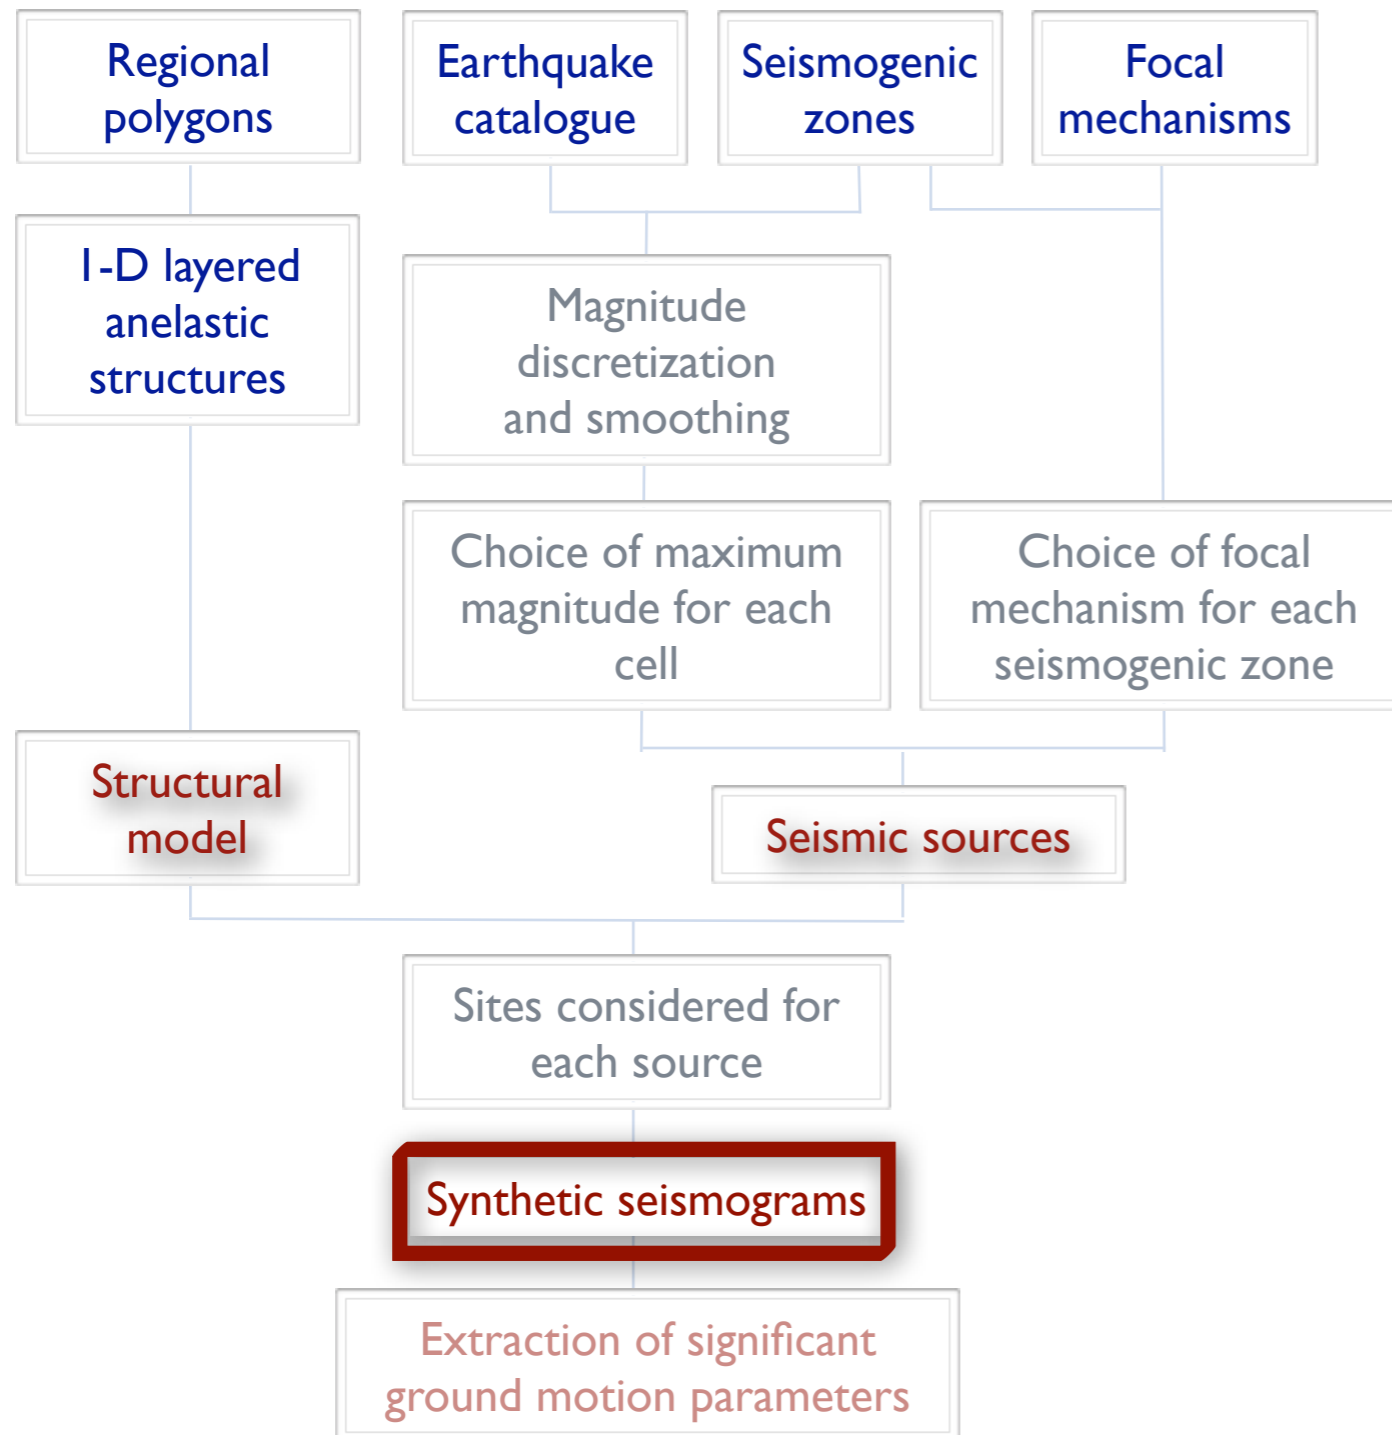 Regional
polygons
Earthquake
catalogue
Seismogenic
zones
Focal
mechanisms
1-D layered
anelastic
structures
Magnitude
discretization
and smoothing
Choice of maximum
magnitude for each
cell
Choice of focal
mechanism for each
seismogenic zone
Structural
model
Seismic sources
Sites considered for
each source
Synthetic seismograms
Extraction of significant
ground motion parameters